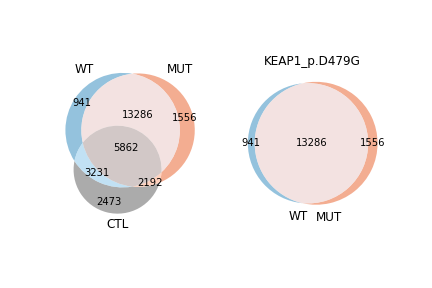 WT
MUT
941
13286
1556
5862
3231
2192
2473
CTL
KEAP1_p.D479G
941
13286
1556
WT
MUT